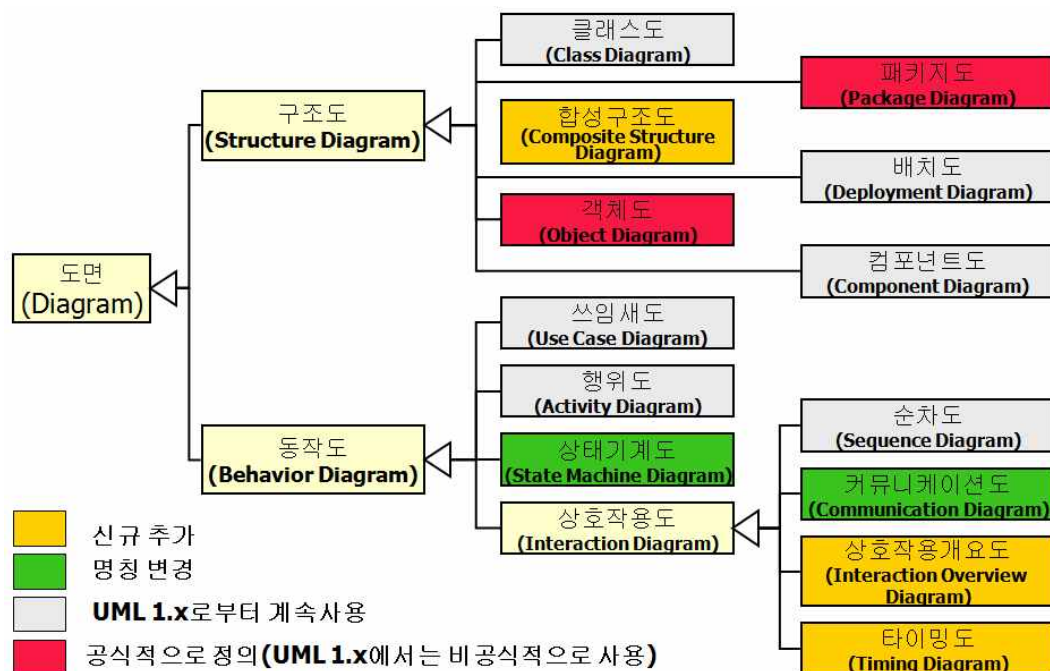 클래스도
(Class Diagram)
패키지도
(Package Diagram)
구조도
(Structure Diagram)
합성구조도
(Composite Structure
Diagram)
배치도
(Deployment Diagram)
객체도
(Object Diagram)
컴포넌트도
(Component Diagram)
도면
(Diagram)
쓰임새도
(Use Case Diagram)
행위도
(Activity Diagram)
동작도
(Behavior Diagram)
상태기계도
(State Machine Diagram)
상호작용도
(Interaction Diagram)
순차도
(Sequence Diagram)
커뮤니케이션도
(Communication Diagram)
상호작용개요도
(Interaction Overview
Diagram)
타이밍도
(Timing Diagram)
신규 추가
명칭 변경
UML 1.x로부터 계속사용
공식적으로 정의(UML 1.x에서는 비공식적으로 사용)